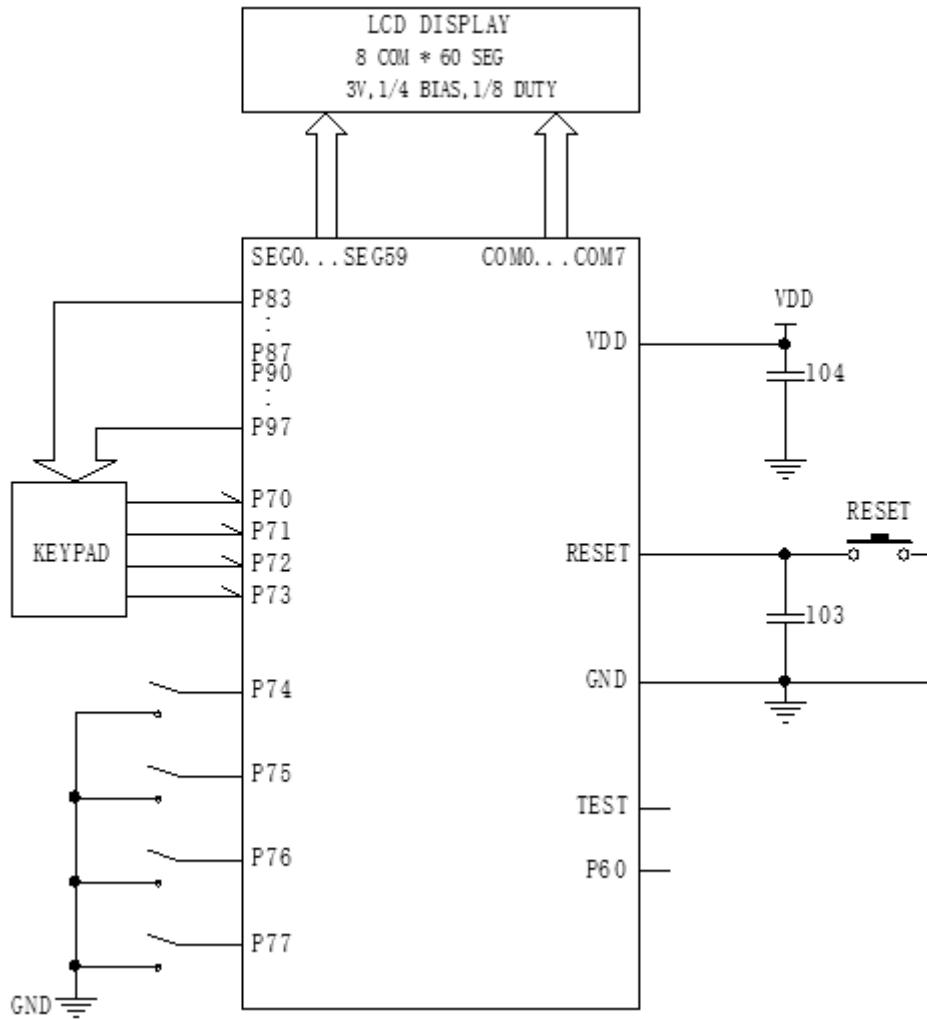 LCD DISPLAY
8 COM * 60 SEG
3V, 1/4 BIAS, 1/8 DUTY
SEG0...SEG59 COM0...COM7
P83
:
P87
P90
:
P97
P70
P71
P72
P73
KEYPAD
P74
P75
P76
P77
GND
VDD
VDD
104
RESET
RESET
103
GND
TEST
P60